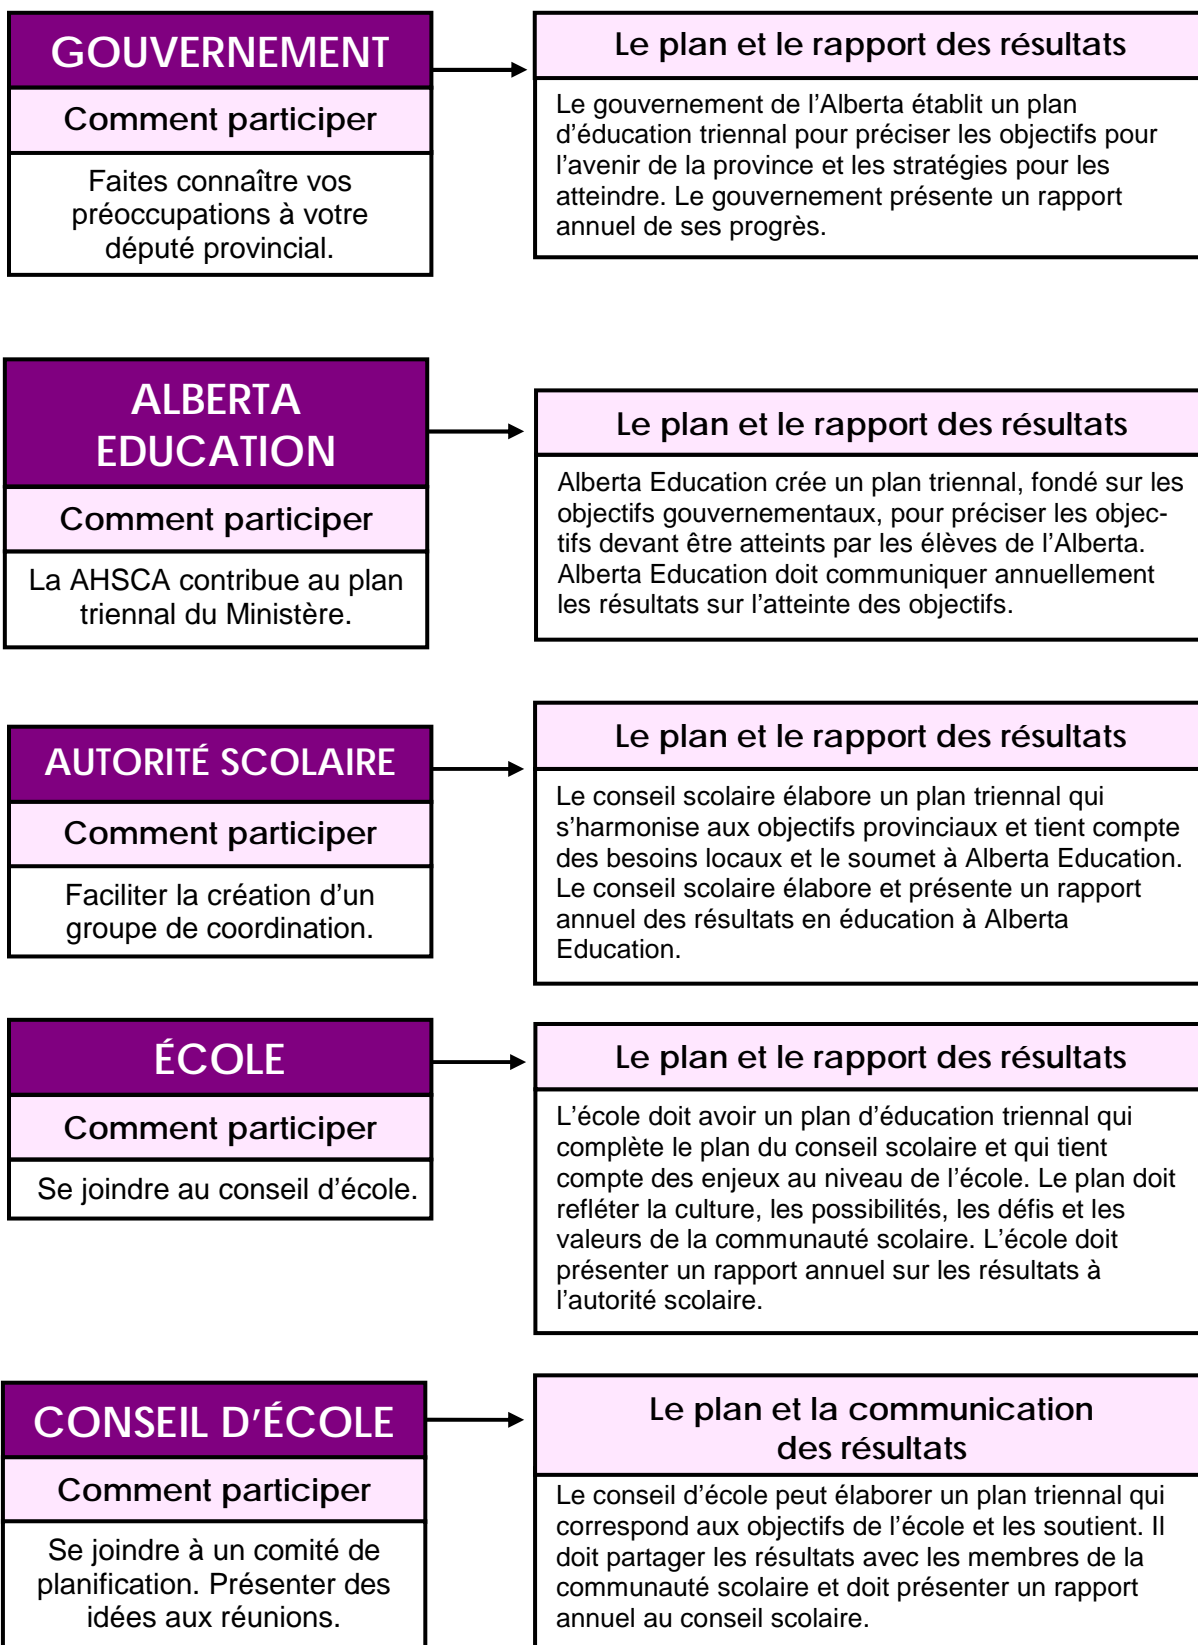 GOUVERNEMENT
Comment participer
Faites connaître vos
préoccupations à votre
député provincial.
Le plan et le rapport des résultats
Le gouvernement de l’Alberta établit un plan
d’éducation triennal pour préciser les objectifs pour
l’avenir de la province et les stratégies pour les
atteindre. Le gouvernement présente un rapport
annuel de ses progrès.
ALBERTA
EDUCATION
Comment participer
La AHSCA contribue au plan
triennal du Ministère.
Le plan et le rapport des résultats
Alberta Education crée un plan triennal, fondé sur les
objectifs gouvernementaux, pour préciser les objec-
tifs devant être atteints par les élèves de l’Alberta.
Alberta Education doit communiquer annuellement
les résultats sur l’atteinte des objectifs.
AUTORITÉ SCOLAIRE
Comment participer
Faciliter la création d’un
groupe de coordination.
Le plan et le rapport des résultats
Le conseil scolaire élabore un plan triennal qui
s’harmonise aux objectifs provinciaux et tient compte
des besoins locaux et le soumet à Alberta Education.
Le conseil scolaire élabore et présente un rapport
annuel des résultats en éducation à Alberta
Education.
ÉCOLE
Comment participer
Se joindre au conseil d’école.
Le plan et le rapport des résultats
L’école doit avoir un plan d’éducation triennal qui
complète le plan du conseil scolaire et qui tient
compte des enjeux au niveau de l’école. Le plan doit
refléter la culture, les possibilités, les défis et les
valeurs de la communauté scolaire. L’école doit
présenter un rapport annuel sur les résultats à
l’autorité scolaire.
CONSEIL D’ÉCOLE
Comment participer
Se joindre à un comité de
planification. Présenter des
idées aux réunions.
Le plan et la communication
des résultats
Le conseil d’école peut élaborer un plan triennal qui
correspond aux objectifs de l’école et les soutient. Il
doit partager les résultats avec les membres de la
communauté scolaire et doit présenter un rapport
annuel au conseil scolaire.